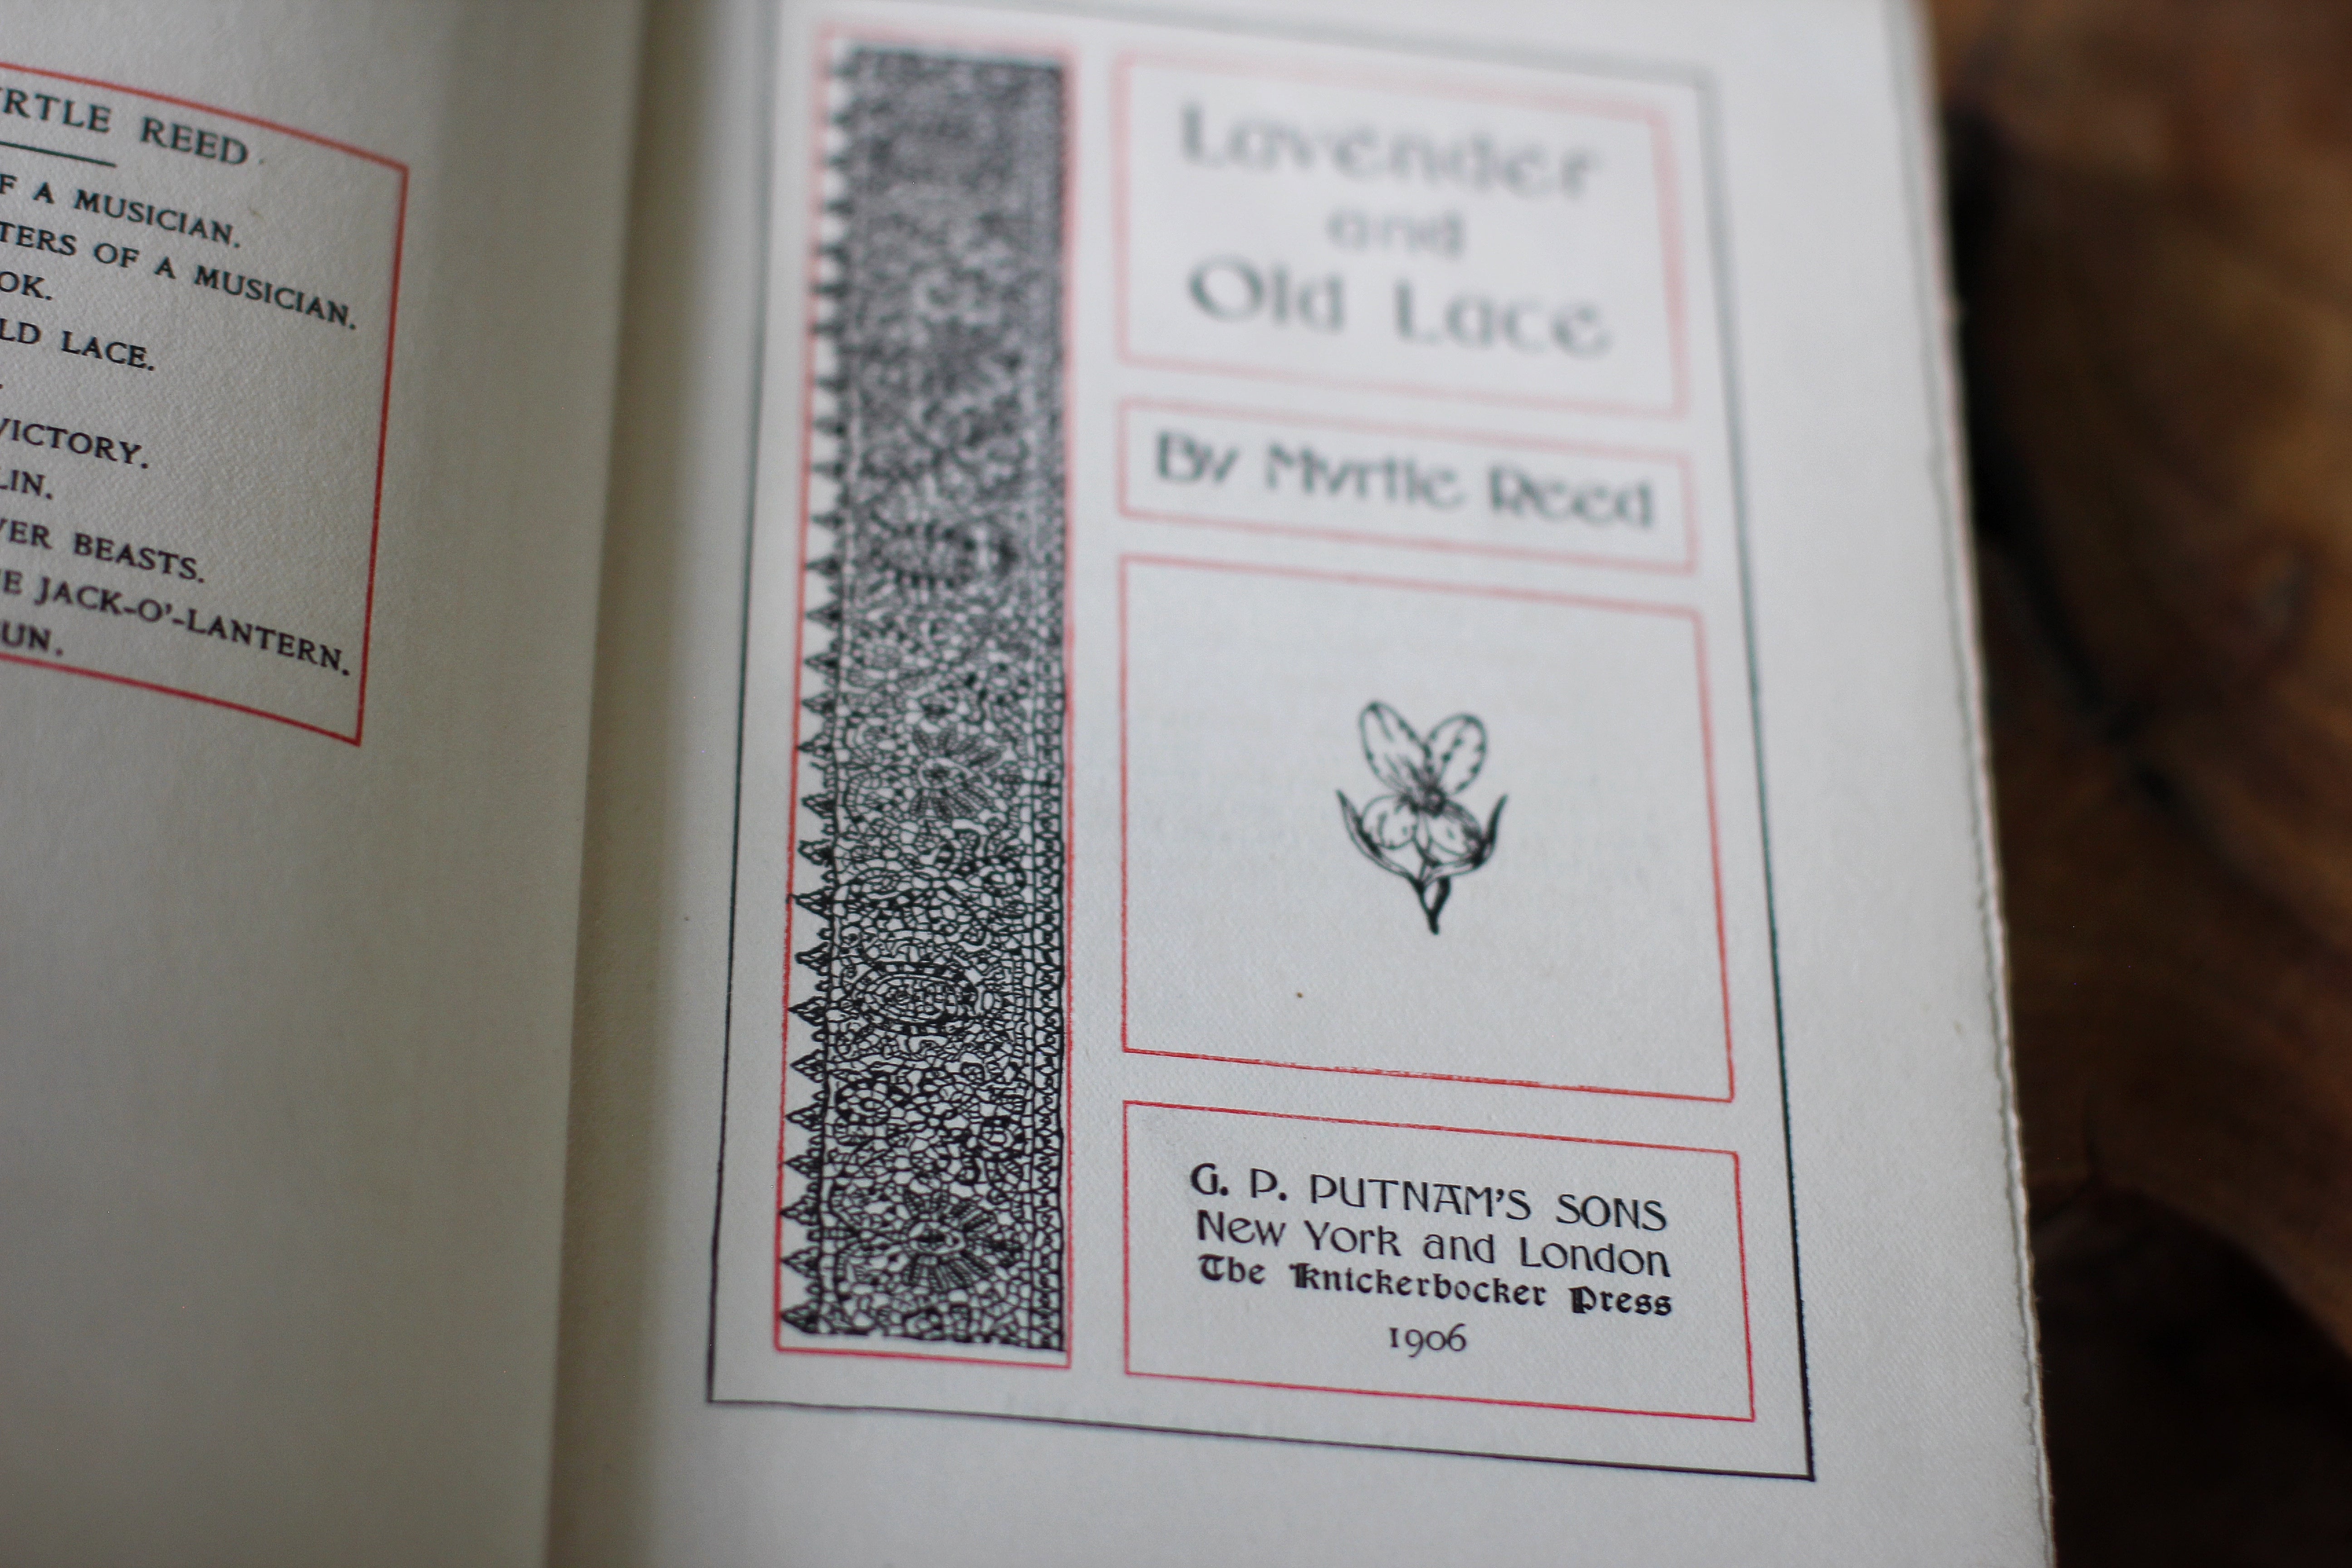 RTLE REED
F A MUSICIAN.
TERS OF A MUSICIAN.
OK.
LD LACE.
VICTORY.
LIN.
VER BEASTS.
E JACK-O'-LANTERN.
UN.
Lavender
and
Old Lace
By Myrtle Reed
G. P. PUTNAM'S SONS
New York and London
The Knickerbocker Press
1906